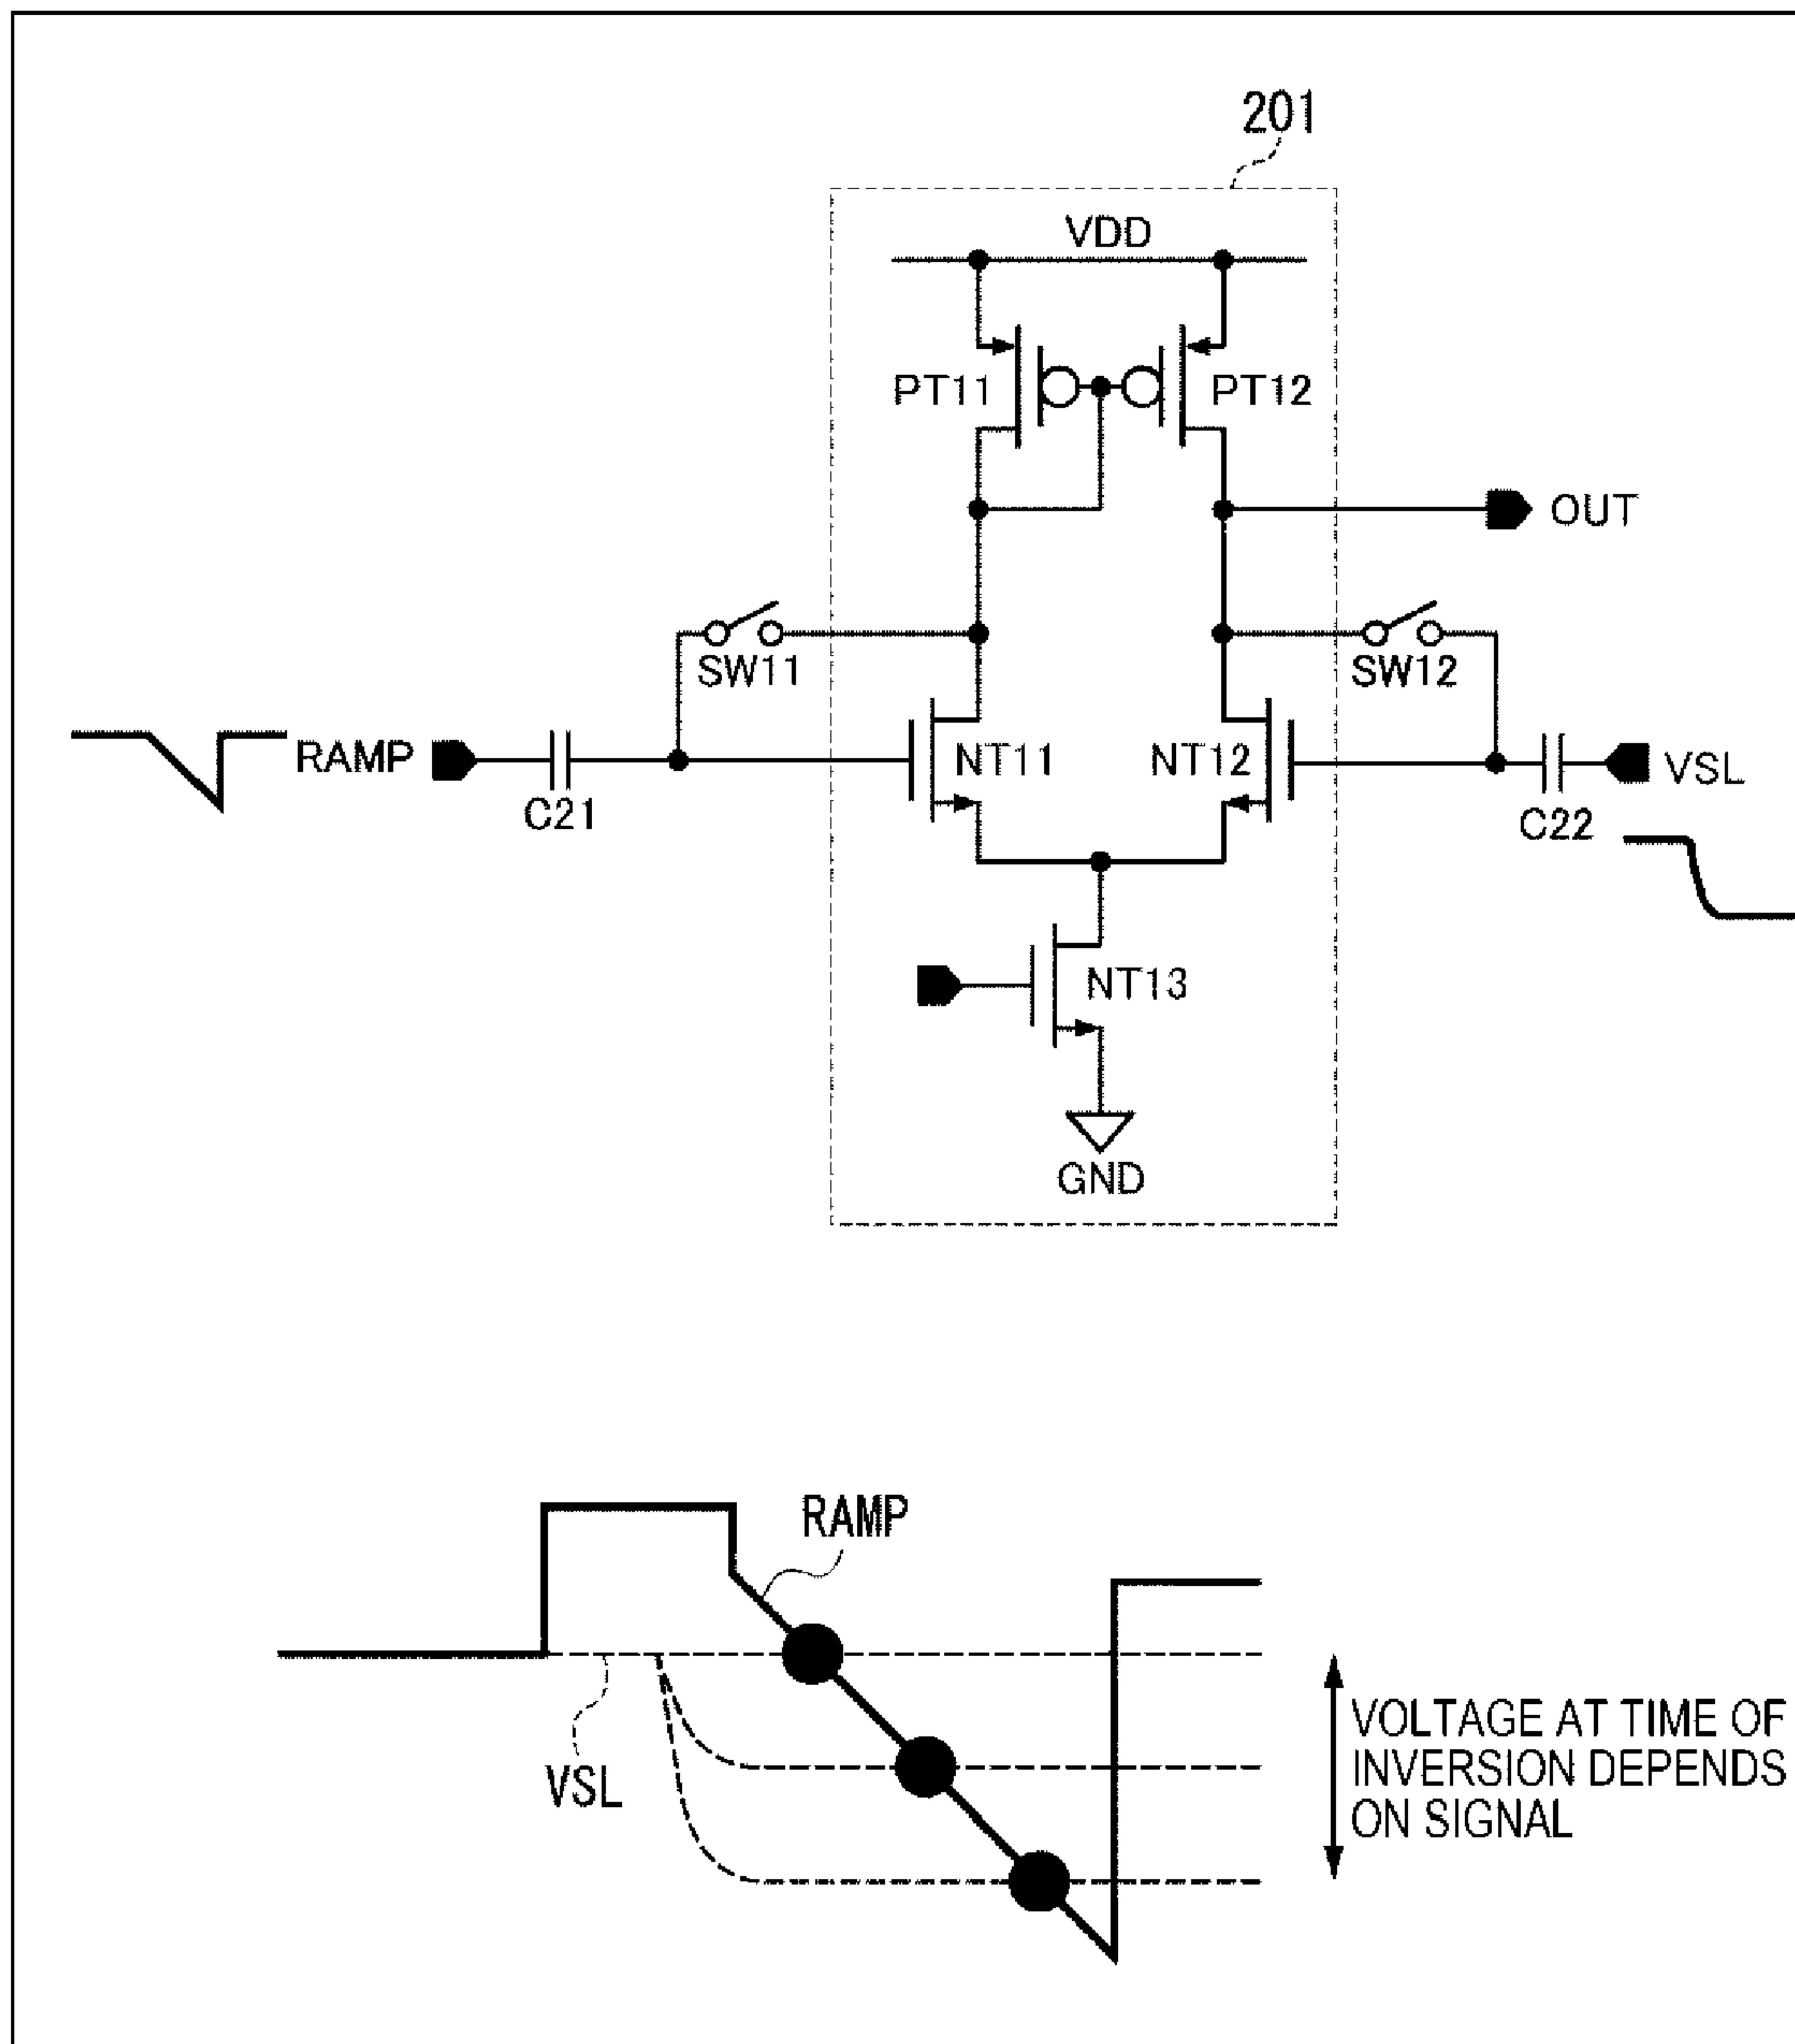 201
VDD
PT11
PT12
OUT
SW11
SW12
RAMP
NT11
NT12
VSL
C21
C22
NT13
GND
RAMP
VSL
VOLTAGE AT TIME OF
INVERSION DEPENDS
ON SIGNAL